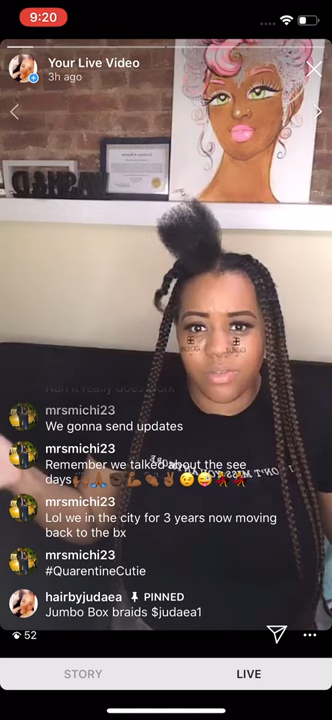 9:20
Your Live Video
3h ago
Nah it really does work
mrsmichi23
We gonna send updates
mrsmichi23
Remember we talked about the see
days
mrsmichi23
Lol we in the city for 3 years now moving
back to the bx
mrsmichi23
#QuarentineCutie
hairbyjudaea PINNED
Jumbo Box braids $judaea1
52
STORY LIVE